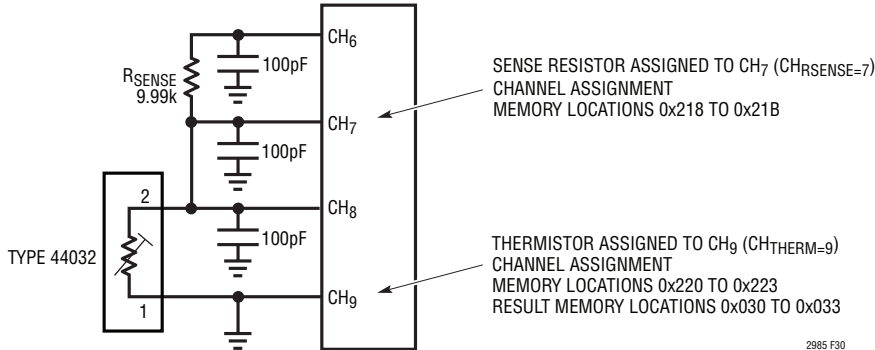 CH6
100pF
RSENSE
9.99k
SENSE RESISTOR ASSIGNED TO CH7 (CHRSENSE=7)
CHANNEL ASSIGNMENT
MEMORY LOCATIONS 0x218 TO 0x21B
CH7
100pF
2
CH8
100pF
TYPE 44032
THERMISTOR ASSIGNED TO CH9 (CHTHERM=9)
CHANNEL ASSIGNMENT
MEMORY LOCATIONS 0x220 TO 0x223
RESULT MEMORY LOCATIONS 0x030 TO 0x033
1
CH9
2985 F30